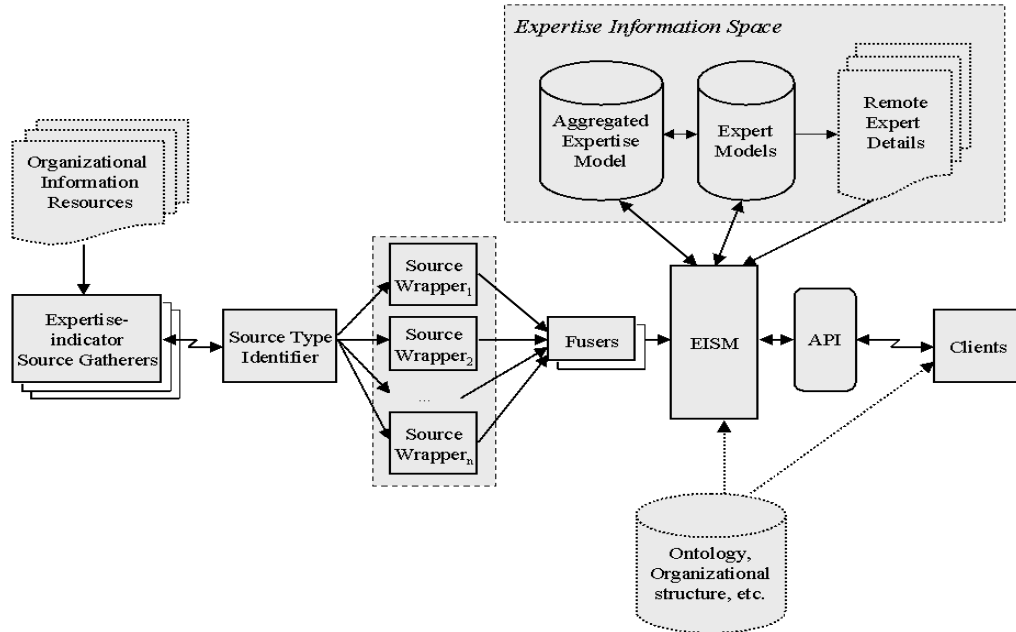 Expertise Information Space
Aggregated
Expertise
Model
Expert
Models
Remote
Expert
Details
Organizational
Information
Resources
Expertise-
indicator
Source Gatherers
Source Type
Identifier
Source
Wrapper1
Source
Wrapper2
...
Source
Wrappern
Fusers
EISM
API
Clients
Ontology,
Organizational
structure, etc.